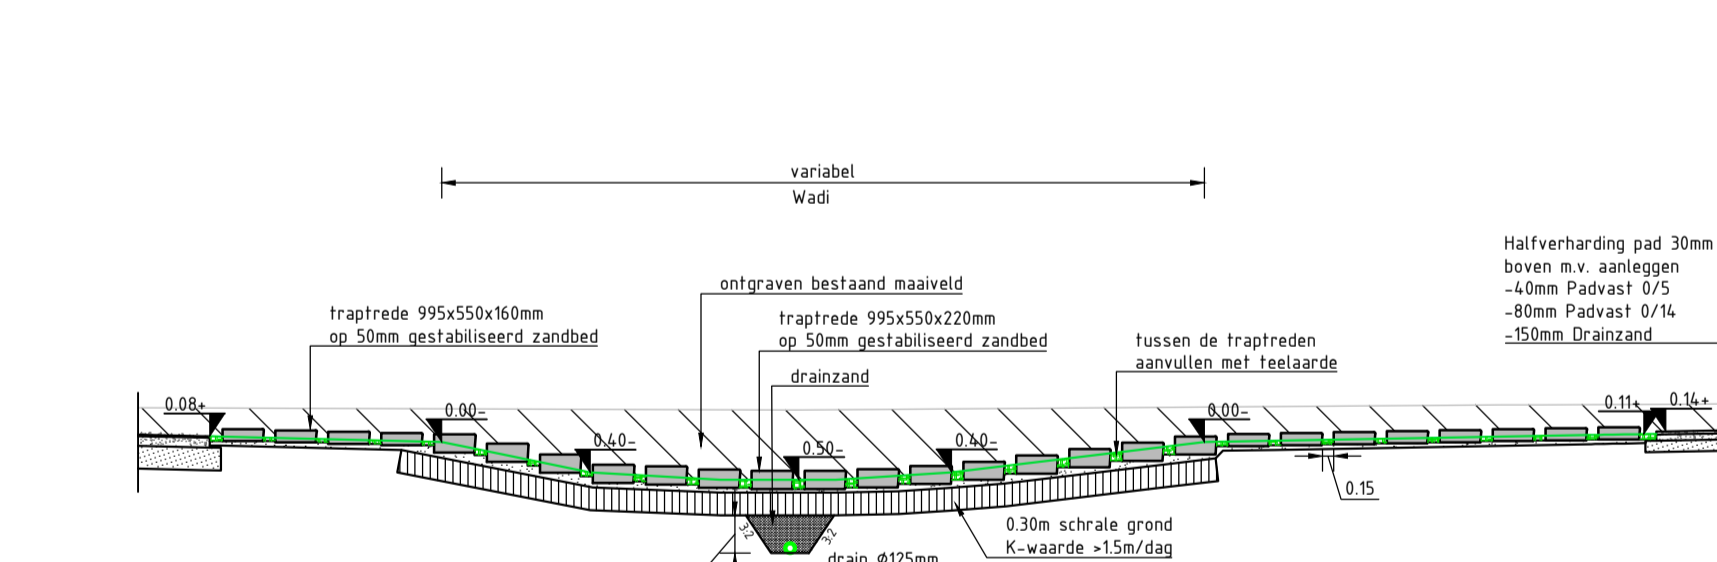 variabel
Wadi
Halfverharding pad 30mm
boven m.v. aanleggen
-40mm Padvast 0/5
-80mm Padvast 0/14
-150mm Drainzand
ontgraven bestaand maaiveld
traptrede 995x550x160mm
op 50mm gestabiliseerd zandbed
traptrede 995x550x220mm
op 50mm gestabiliseerd zandbed
tussen de traptreden
aanvullen met teelaarde
drainzand
0.08+
0.00-
0.40-
0.50-
0.40-
0.00-
0.11+
0.14+
0.15
0.30m schrale grond
K-waarde >1.5m/dag
3:2
3:2
drain Ø125mm